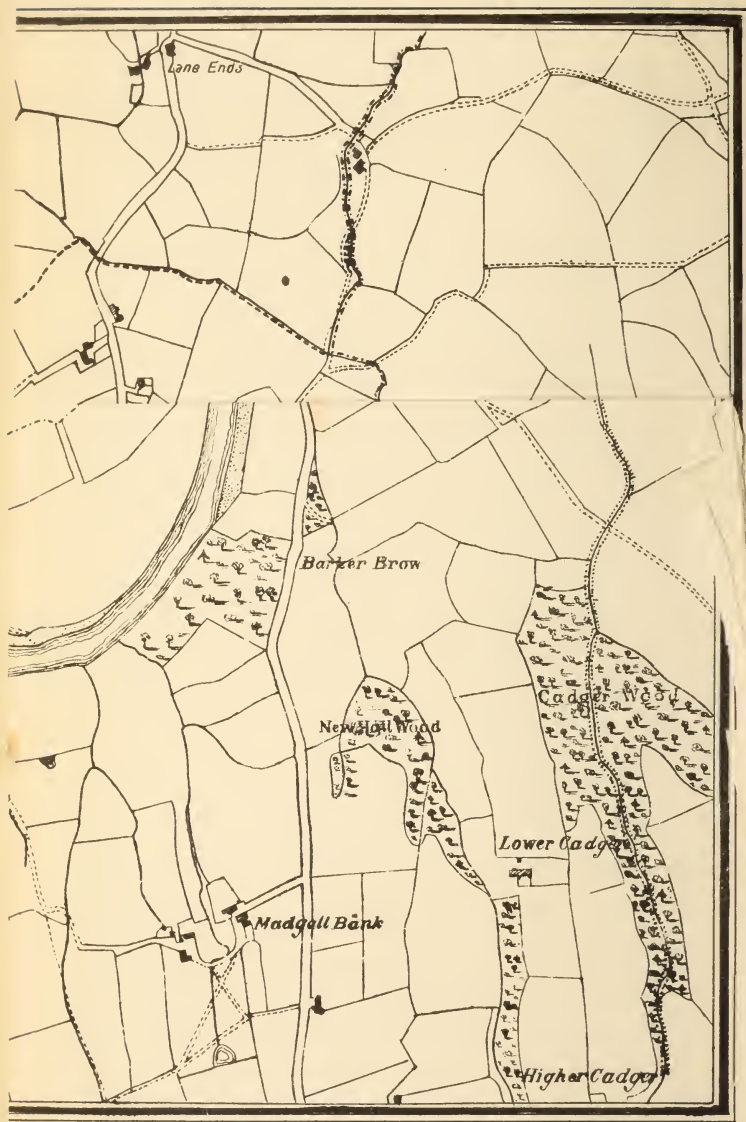 Lane Ends
Barker Brow
Cadger Wood
New Hall Wood
Lower Cadger
Madgell Bank
Higher Cadger